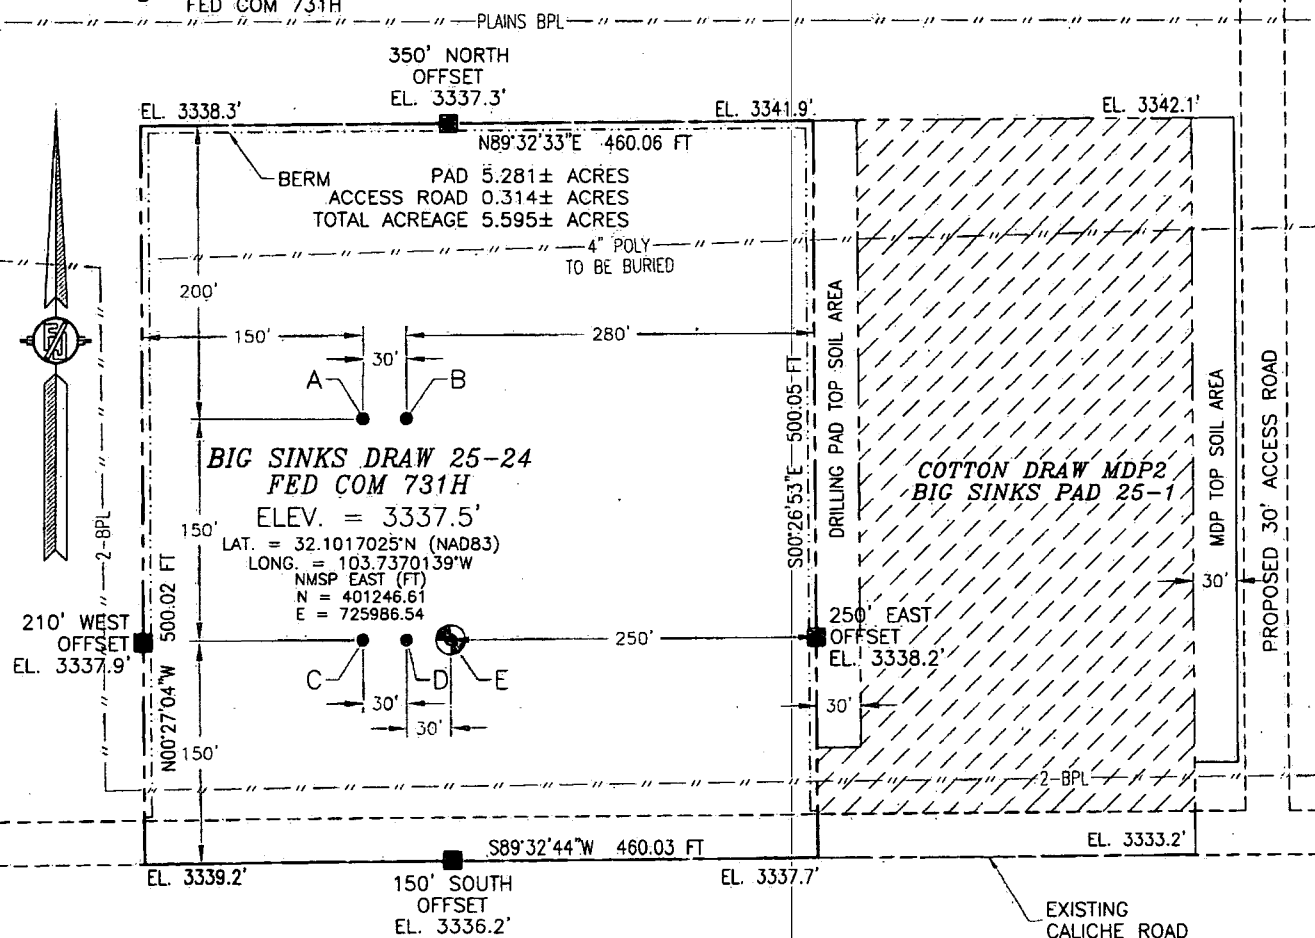 FED COM 731H
PLAINS BPL
350' NORTH
OFFSET
EL. 3337.3'
EL. 3338.3'
EL. 3341.9'
EL. 3342.1'
N89°32'33"E 460.06 FT
BERM
PAD 5.281± ACRES
ACCESS ROAD 0.314± ACRES
TOTAL ACREAGE 5.595± ACRES
4" POLY
TO BE BURIED
200'
150'
280'
30'
A
B
BIG SINKS DRAW 25-24
FED COM 731H
ELEV. = 3337.5'
LAT. = 32.1017025°N (NAD83)
LONG. = 103.7370139°W
NMSP EAST (FT)
N = 401246.61
E = 725986.54
150'
2-BPL
N00°27'04"W 500.02 FT
S00°26'53"E 500.05 FT
DRILLING PAD TOP SOIL AREA
COTTON DRAW MDP2
BIG SINKS PAD 25-1
MDP TOP SOIL AREA
PROPOSED 30' ACCESS ROAD
30'
210' WEST
OFFSET
EL. 3337.9'
250'
250' EAST
OFFSET
EL. 3338.2'
C
D
E
30'
30'
30'
150'
2-BPL
S89°32'44"W 460.03 FT
EL. 3339.2'
EL. 3337.7'
EL. 3333.2'
150' SOUTH
OFFSET
EL. 3336.2'
EXISTING
CALICHE ROAD